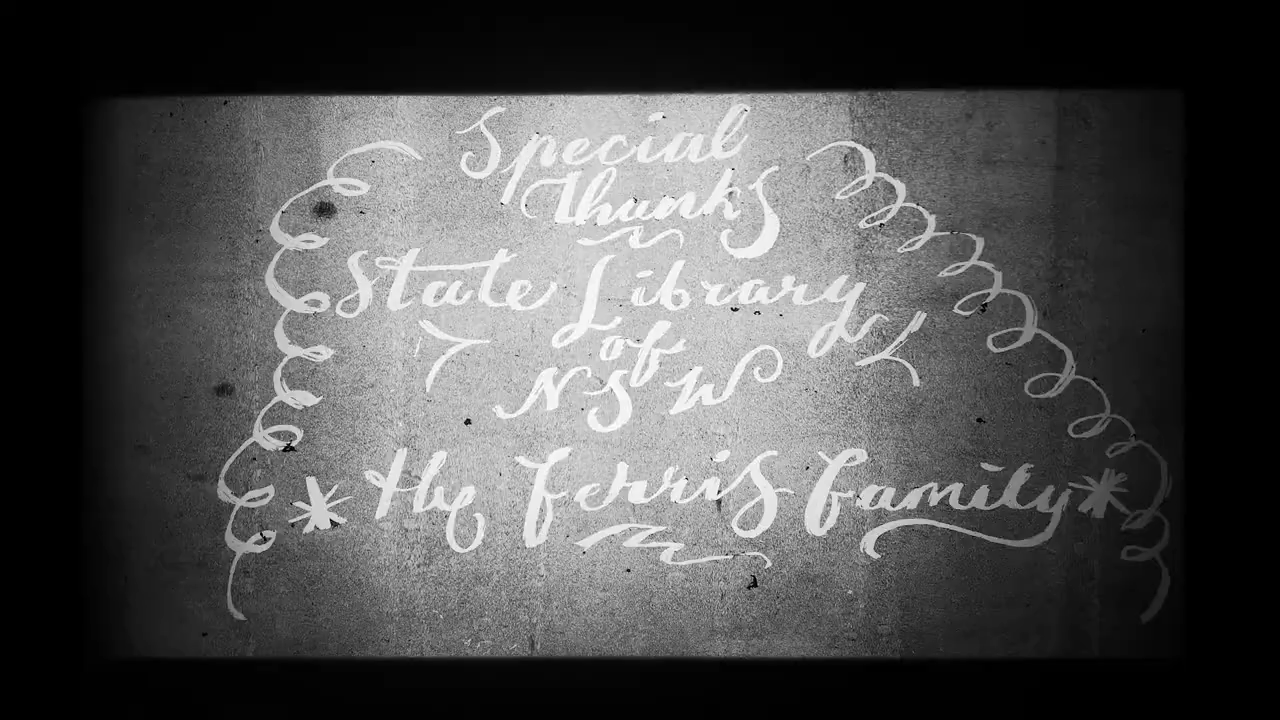 Special
Thanks
State Library
of
NSW
The Ferris Family